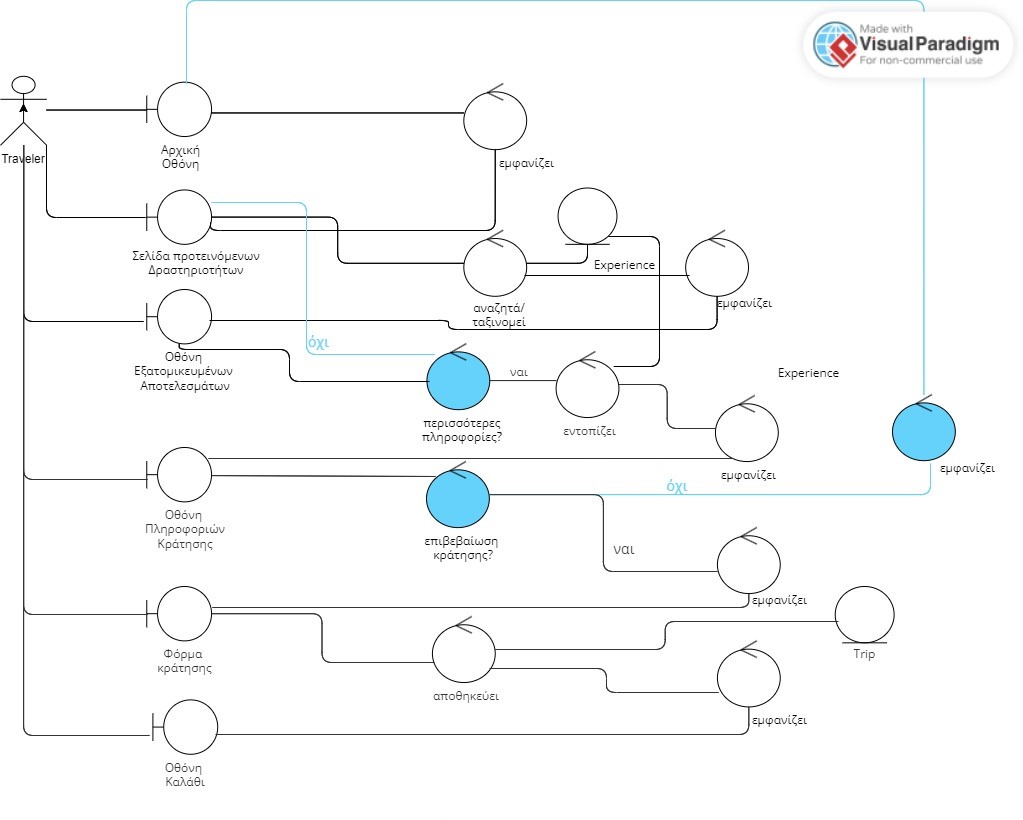 Made with
Visual Paradigm
For non-commercial use
Traveler
Αρχική
Οθόνη
εμφανίζει
Σελίδα προτεινόμενων
Δραστηριοτήτων
Experience
αναζητά/
ταξινομεί
εμφανίζει
όχι
Οθόνη
Εξατομικευμένων
Αποτελεσμάτων
ναι
Experience
περισσότερες
πληροφορίες?
εντοπίζει
εμφανίζει
εμφανίζει
όχι
Οθόνη
Πληροφοριών
Κράτησης
επιβεβαίωση
κράτησης?
ναι
εμφανίζει
Φόρμα
κράτησης
Trip
αποθηκεύει
εμφανίζει
Οθόνη
Καλάθι